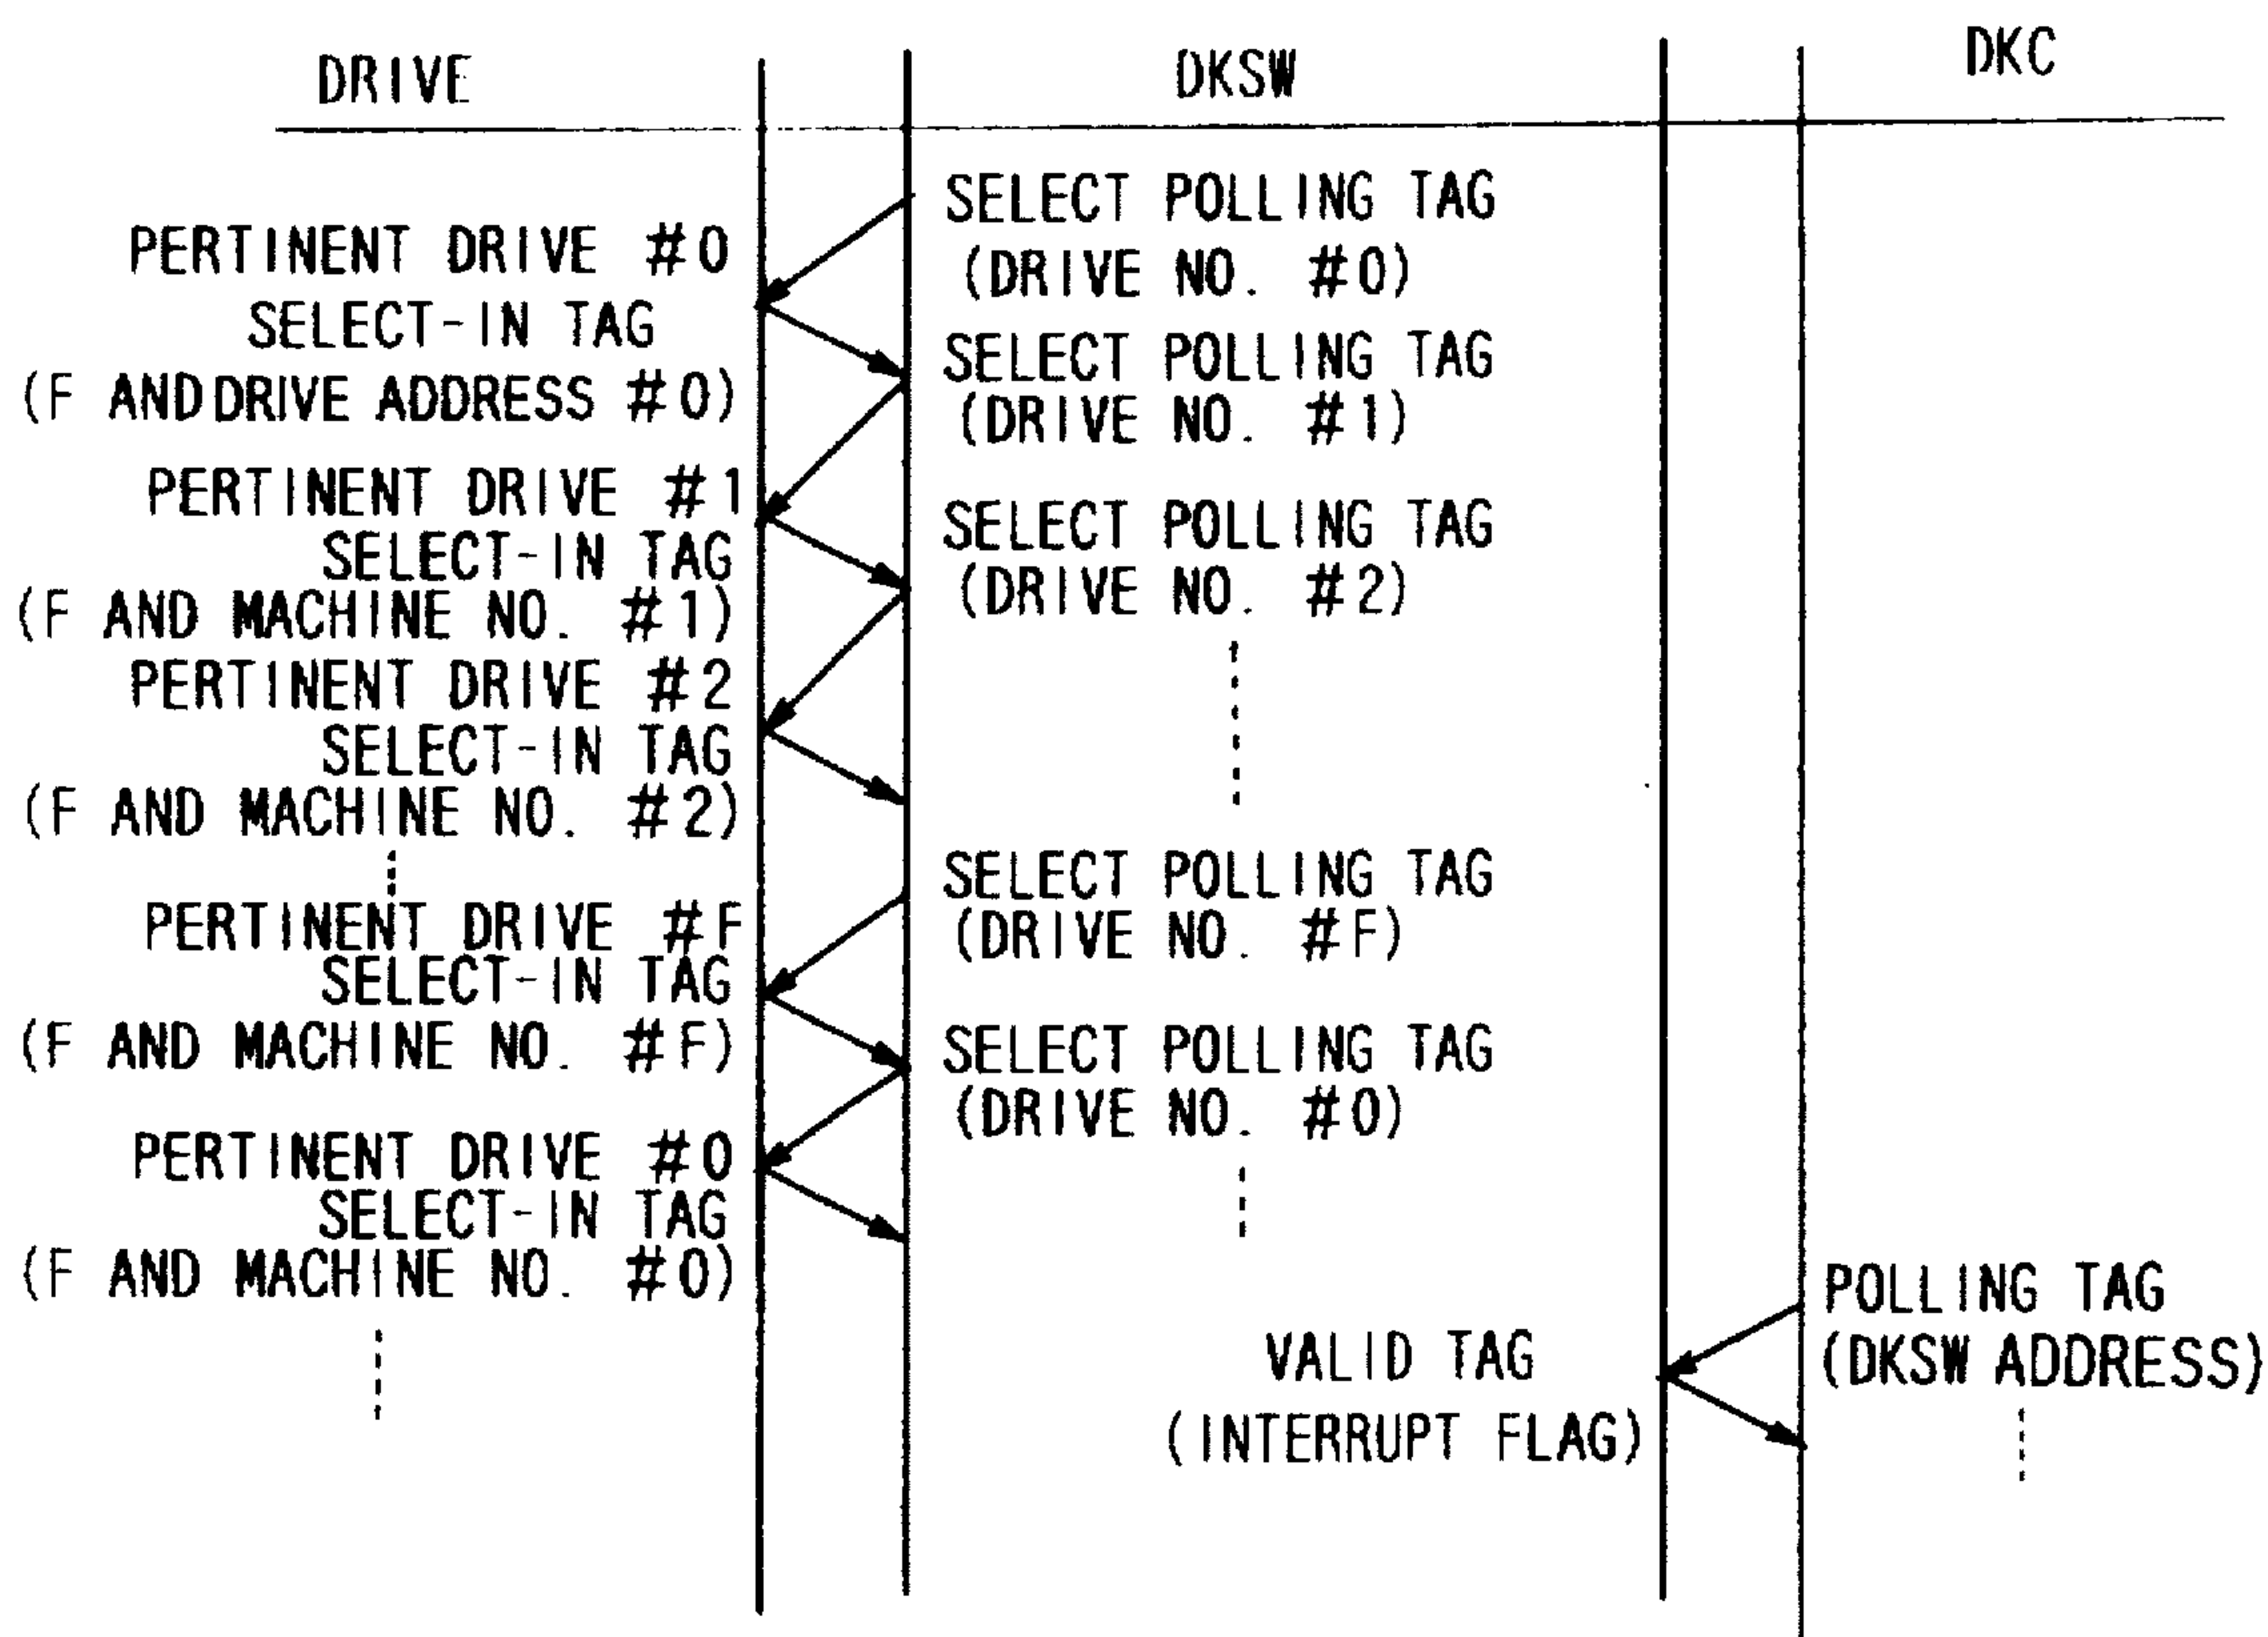 DRIVE
DKSW
DKC
SELECT POLLING TAG
(DRIVE NO. #0)
PERTINENT DRIVE #0
SELECT-IN TAG
(F AND DRIVE ADDRESS #0)
SELECT POLLING TAG
(DRIVE NO. #1)
PERTINENT DRIVE #1
SELECT-IN TAG
(F AND MACHINE NO. #1)
SELECT POLLING TAG
(DRIVE NO. #2)
PERTINENT DRIVE #2
SELECT-IN TAG
(F AND MACHINE NO. #2)
SELECT POLLING TAG
(DRIVE NO. #F)
PERTINENT DRIVE #F
SELECT-IN TAG
(F AND MACHINE NO. #F)
SELECT POLLING TAG
(DRIVE NO. #0)
PERTINENT DRIVE #0
SELECT-IN TAG
(F AND MACHINE NO. #0)
POLLING TAG
(DKSW ADDRESS)
VALID TAG
(INTERRUPT FLAG)